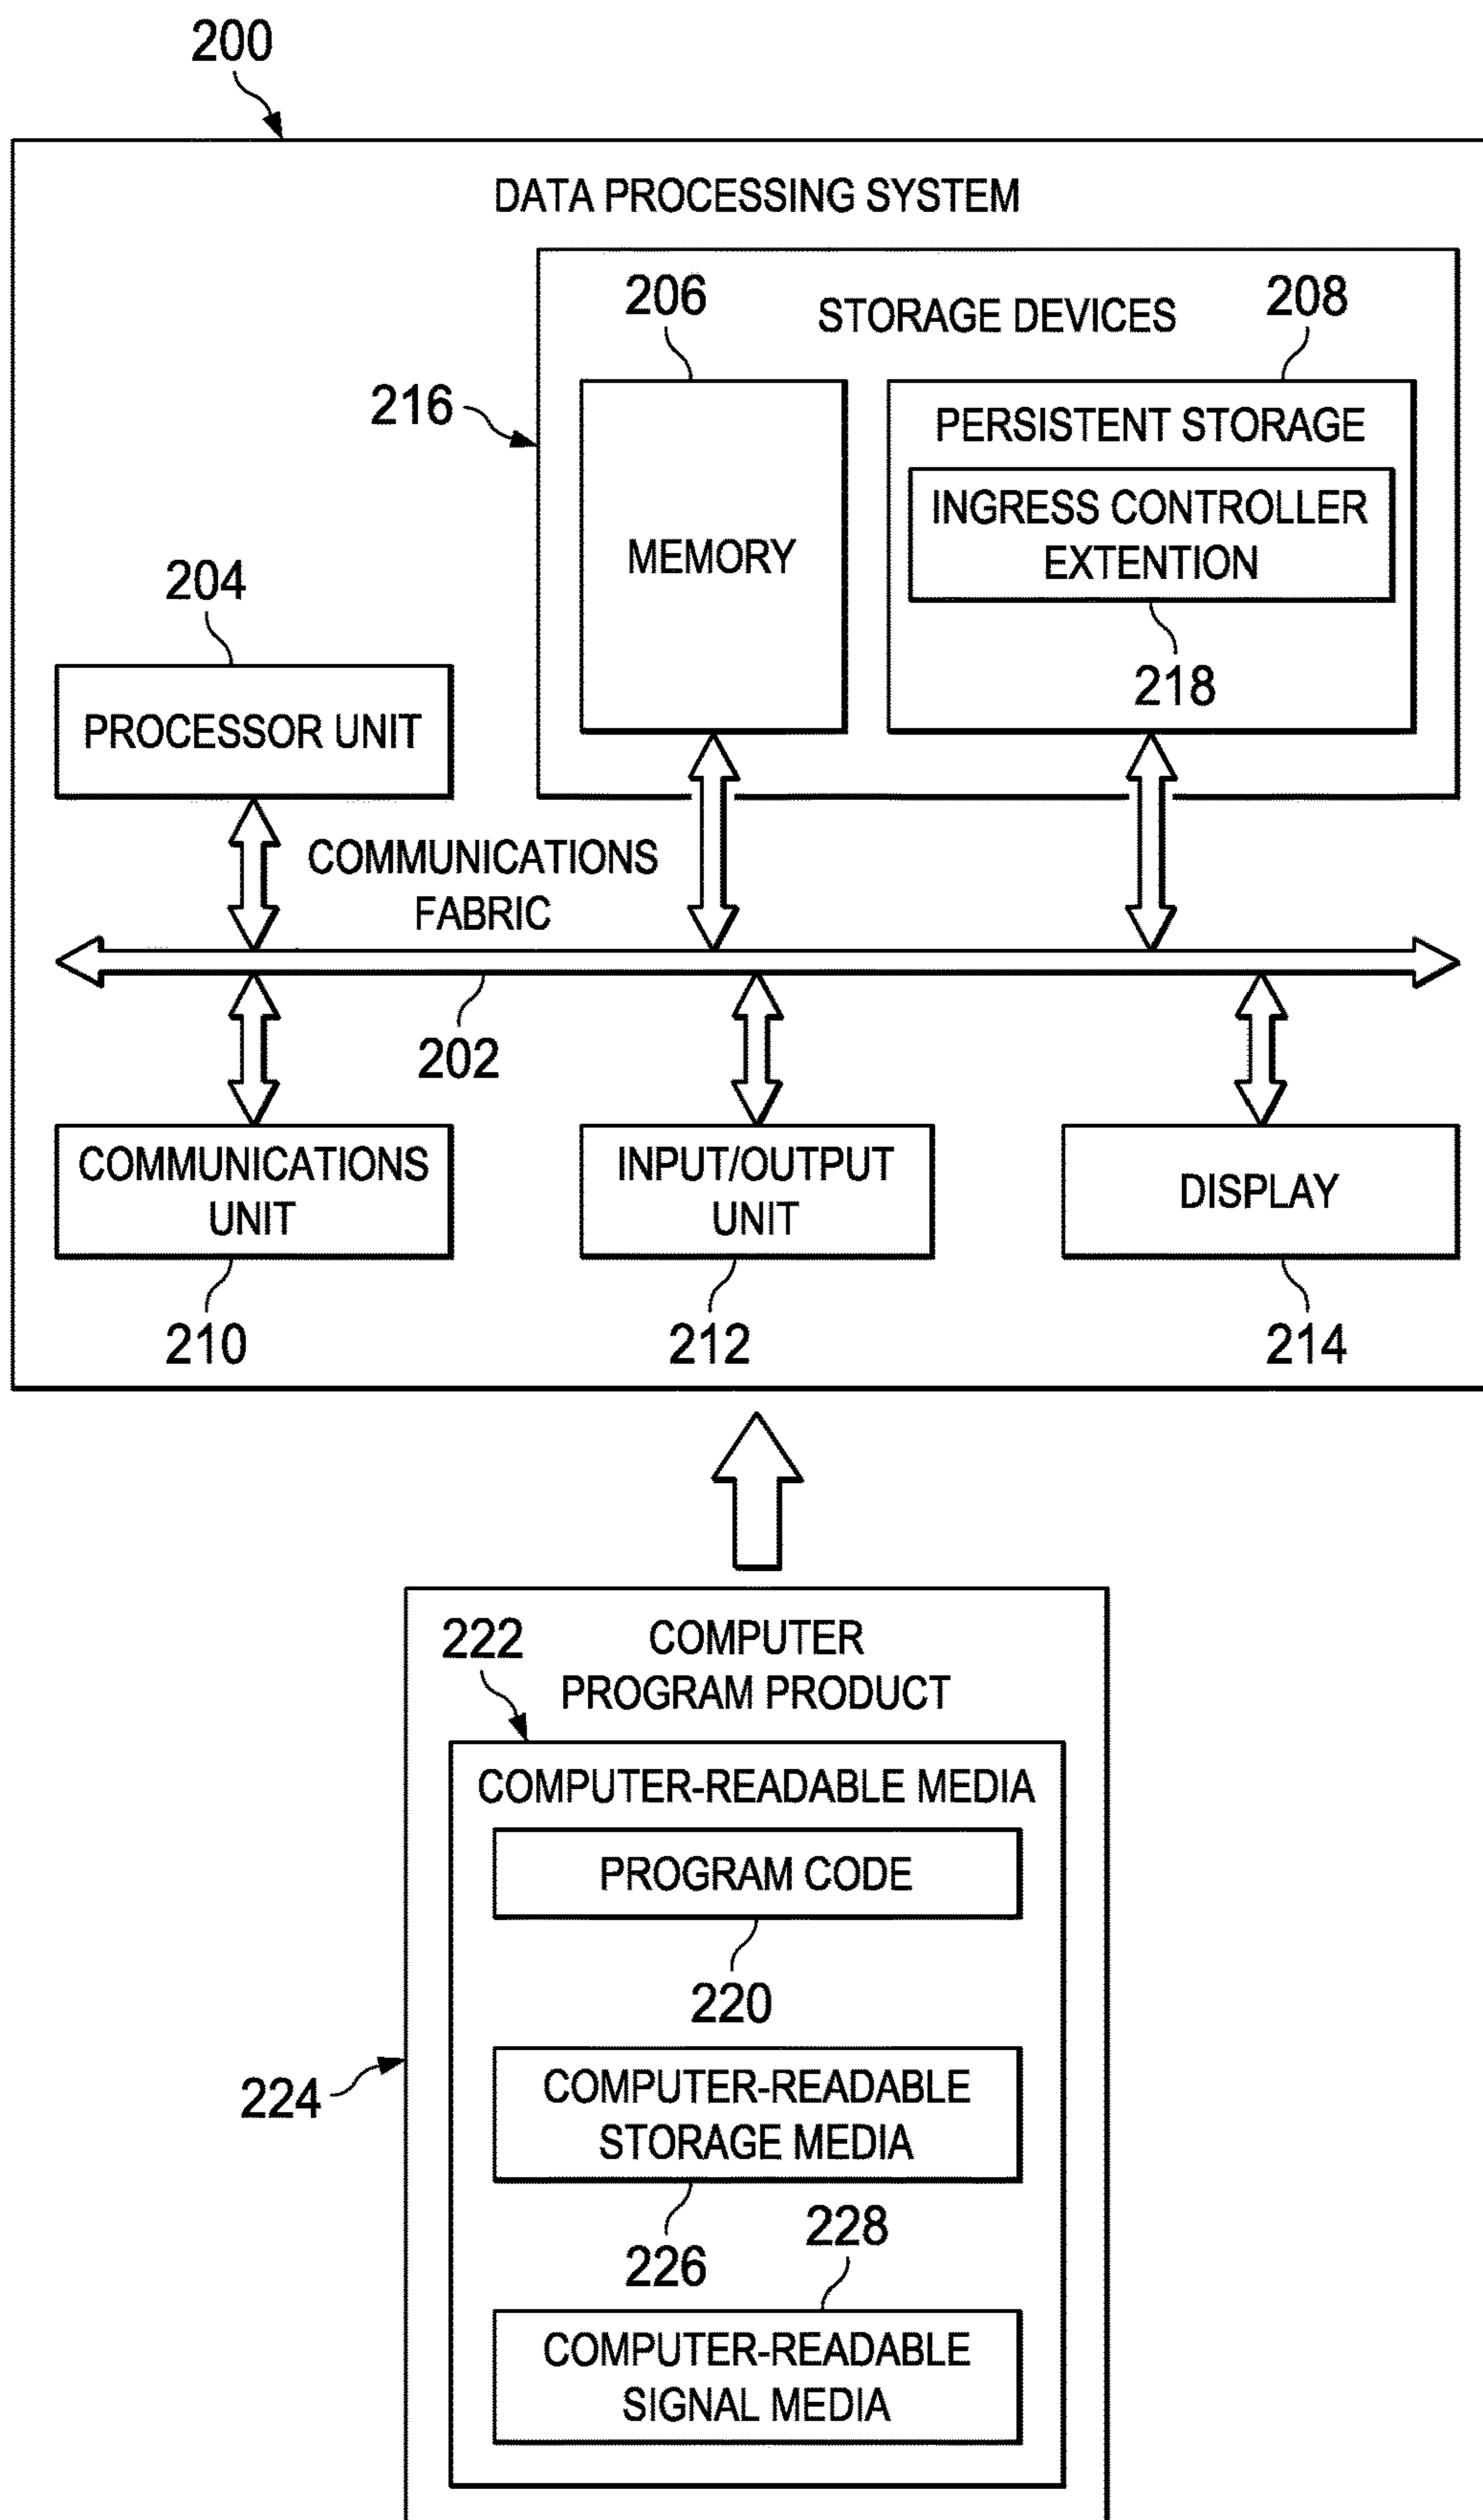 200
DATA PROCESSING SYSTEM
206
STORAGE DEVICES
208
216
PERSISTENT STORAGE
INGRESS CONTROLLER
EXTENTION
MEMORY
204
218
PROCESSOR UNIT
COMMUNICATIONS
FABRIC
202
COMMUNICATIONS
UNIT
INPUT/OUTPUT
UNIT
DISPLAY
210
212
214
222
COMPUTER
PROGRAM PRODUCT
COMPUTER-READABLE MEDIA
PROGRAM CODE
220
224
COMPUTER-READABLE
STORAGE MEDIA
226
228
COMPUTER-READABLE
SIGNAL MEDIA